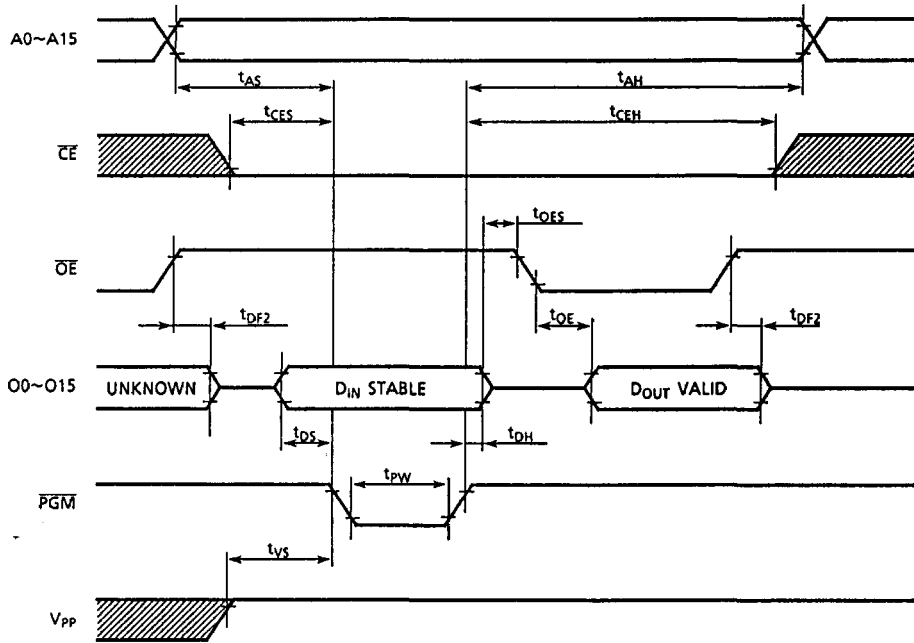 A0~A15
tAS
tAH
tCES
tCEH
CE
tOES
OE
tDF2
tOE
tDF2
O0~O15
UNKNOWN
DIN STABLE
DOUT VALID
tDS
tDH
tPW
PGM
tVS
VPP